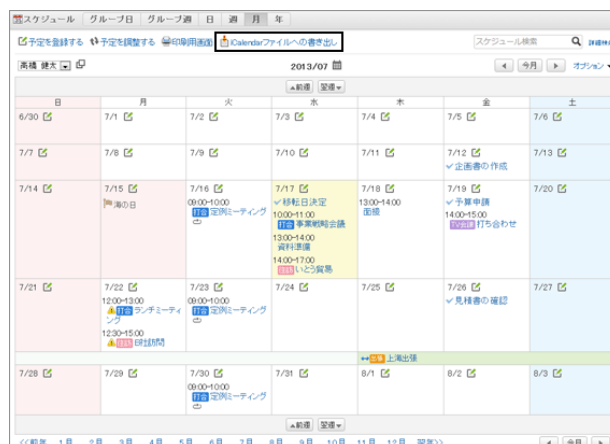 スケジュール グループ日 グループ週 日 週 月 年
予定を登録する 予定を調整する 印刷用画面 iCalendarファイルへの書き出し スケジュール検索
高橋 健太 2013/07 今月 オプション
▲前週 翌週▼
日 月 火 水 木 金 土
6/30 7/1 7/2 7/3 7/4 7/5 7/6
7/7 7/8 7/9 7/10 7/11 7/12 7/13
企画書の作成
7/14 7/15 7/16 7/17 7/18 7/19 7/20
海の日 09:00-10:00 移転日決定 13:00-14:00 予算申請
打合 定例ミーティング 10:00-11:00 面接 14:00-15:00
打合 事業戦略会議 TV会議 打ち合わせ
13:00-14:00
資料準備
14:00-17:00
いとう貿易
7/21 7/22 7/23 7/24 7/25 7/26 7/27
12:00-13:00 09:00-10:00 見積書の確認
打合 ランチミーティング 打合 定例ミーティング
12:30-15:00
B社訪問
出張 上海出張
7/28 7/29 7/30 7/31 8/1 8/2 8/3
09:00-10:00
打合 定例ミーティング
▲前週 翌週▼
<<前年 1月 2月 3月 4月 5月 6月 7月 8月 9月 10月 11月 12月 翌年>> 今月